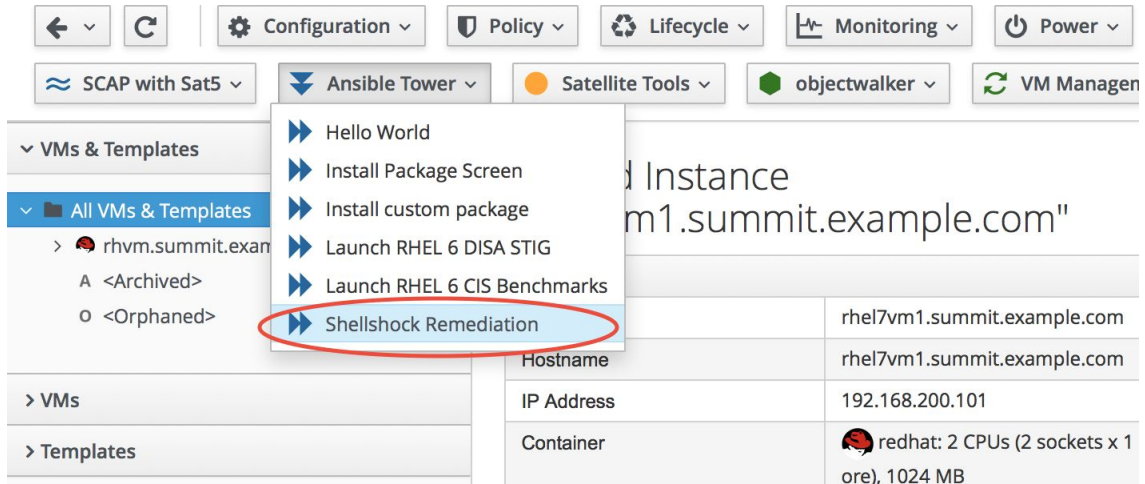 Configuration
Policy
Lifecycle
Monitoring
Power
SCAP with Sat5
Ansible Tower
Satellite Tools
objectwalker
VM Managem
Hello World
Install Package Screen
Install custom package
Launch RHEL 6 DISA STIG
Launch RHEL 6 CIS Benchmarks
Shellshock Remediation
VMs & Templates
All VMs & Templates
rhvm.summit.exam
A <Archived>
O <Orphaned>
VMs
Templates
Instance
m1.summit.example.com"
rhel7vm1.summit.example.com
Hostname rhel7vm1.summit.example.com
IP Address 192.168.200.101
Container redhat: 2 CPUs (2 sockets x 1
ore), 1024 MB